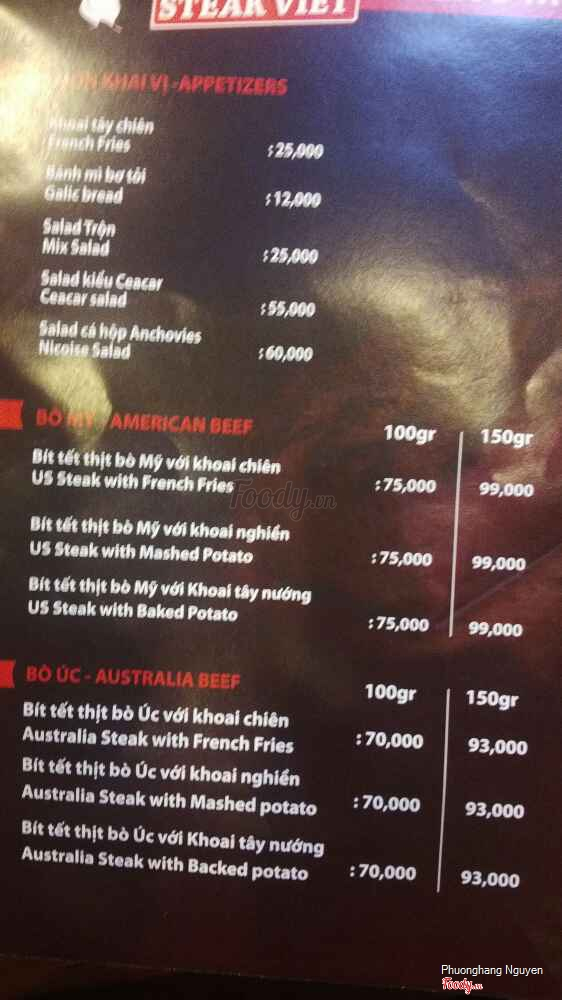 STEAK VIET
KHAI VỊ -APPETIZERS
Khoai tây chiên
French Fries :25,000
Bánh mì bơ tỏi
Galic bread :12,000
Salad Trộn
Mix Salad :25,000
Salad kiểu Ceacar
Ceacar salad :55,000
Salad cá hộp Anchovies
Nicoise Salad :60,000
BÒ MỸ - AMERICAN BEEF 100gr 150gr
Bít tết thịt bò Mỹ với khoai chiên
US Steak with French Fries :75,000 99,000
Bít tết thịt bò Mỹ với khoai nghiền
US Steak with Mashed Potato :75,000 99,000
Bít tết thịt bò Mỹ với Khoai tây nướng
US Steak with Baked Potato :75,000 99,000
BÒ ÚC - AUSTRALIA BEEF 100gr 150gr
Bít tết thịt bò Úc với khoai chiên
Australia Steak with French Fries :70,000 93,000
Bít tết thịt bò Úc với khoai nghiền
Australia Steak with Mashed potato :70,000 93,000
Bít tết thịt bò Úc với Khoai tây nướng
Australia Steak with Backed potato :70,000 93,000
Foody.vn
Phuonghang Nguyen
Foody.vn